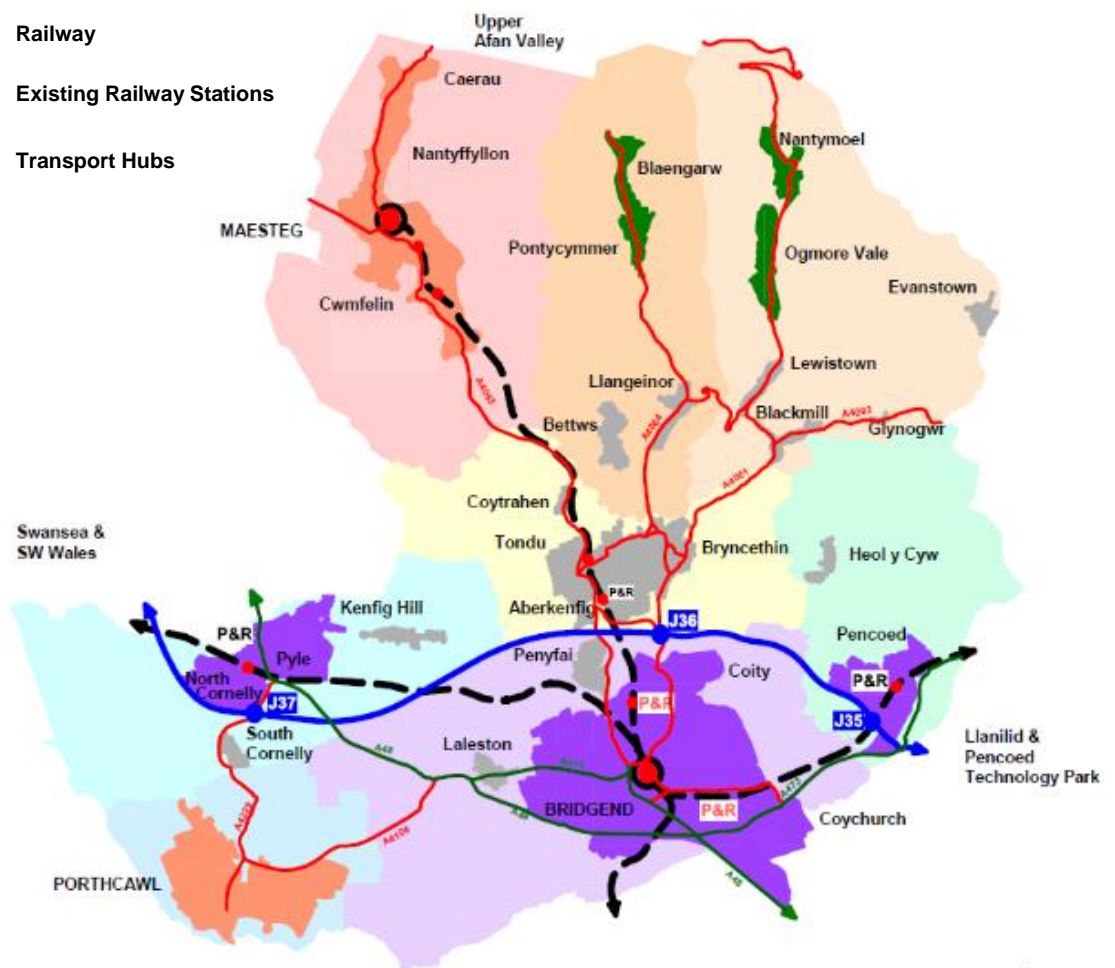 Railway
Existing Railway Stations
Transport Hubs
Upper
Afan Valley
Caerau
Nantyffyllon
Nantymoel
Blaengarw
MAESTEG
Pontycymmer
Ogmore Vale
Evanstown
Cwmfelin
Lewistown
Llangeinor
A4063
Blackmill
A4093
Bettws
A4064
Glynogwr
A4061
Coytrahen
Swansea &
SW Wales
Tondu
Bryncethin
Heol y Cyw
P&R
Kenfig Hill
Aberkenfig
J36
P&R
Penyfai
Pencoed
Pyle
Coity
P&R
North
Cornelly
J37
P&R
J35
South
Cornelly
Laleston
Llanilid &
Pencoed
Technology Park
A48
A473
A4229
BRIDGEND
P&R
A48
Coychurch
A4106
A48
PORTHCAWL